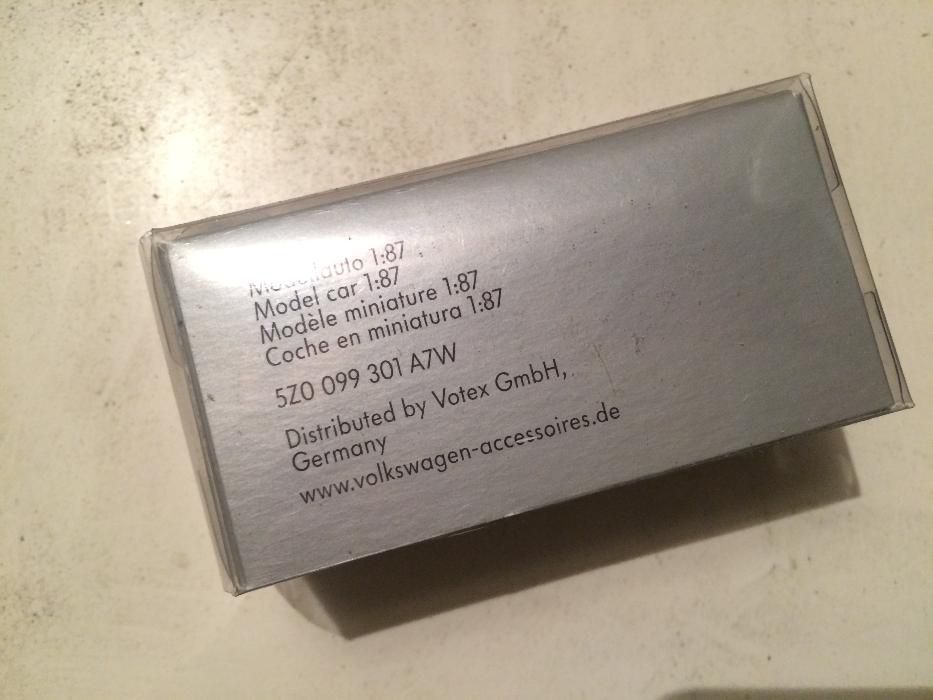 Modellauto 1:87
Model car 1:87
Modèle miniature 1:87
Coche en miniatura 1:87
5Z0 099 301 A7W
Distributed by Votex GmbH,
Germany
www.volkswagen-accessoires.de